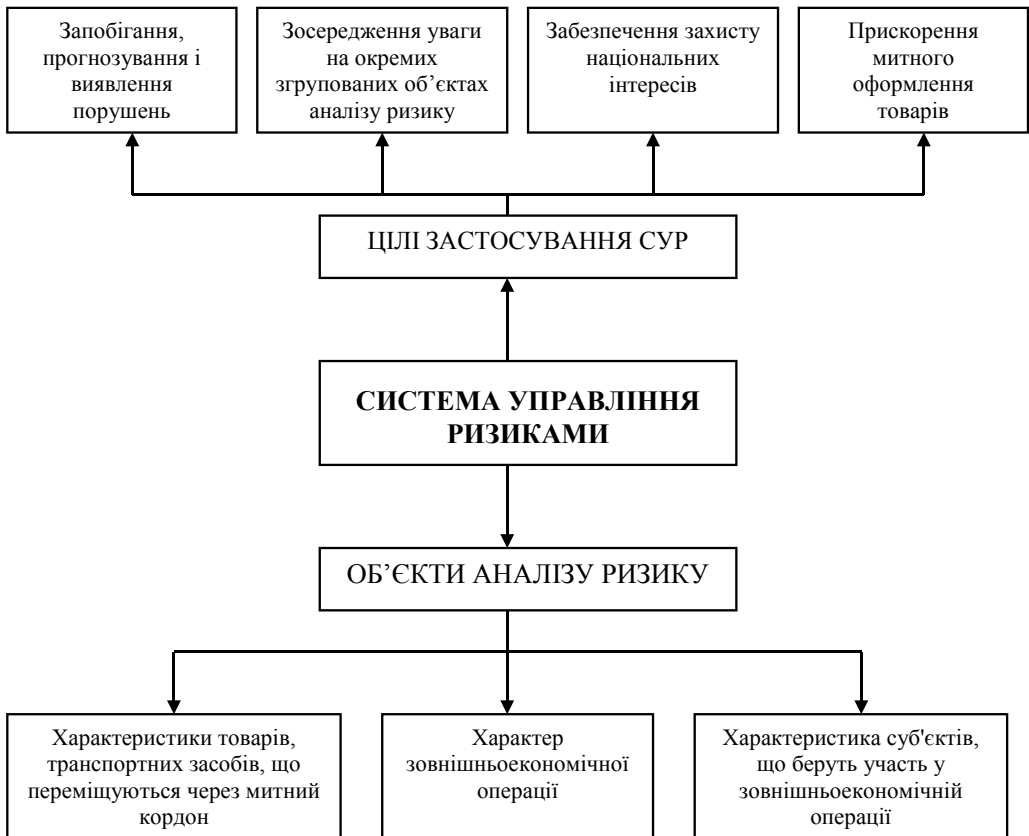 Запобігання,
прогнозування і
виявлення
порушень
Зосередження уваги
на окремих
згрупованих об’єктах
аналізу ризику
Забезпечення захисту
національних
інтересів
Прискорення
митного
оформлення
товарів
ЦІЛІ ЗАСТОСУВАННЯ СУР
СИСТЕМА УПРАВЛІННЯ
РИЗИКАМИ
ОБ’ЄКТИ АНАЛІЗУ РИЗИКУ
Характеристики товарів,
транспортних засобів, що
переміщуються через митний
кордон
Характер
зовнішньоекономічної
операції
Характеристика суб'єктів,
що беруть участь у
зовнішньоекономічній
операції